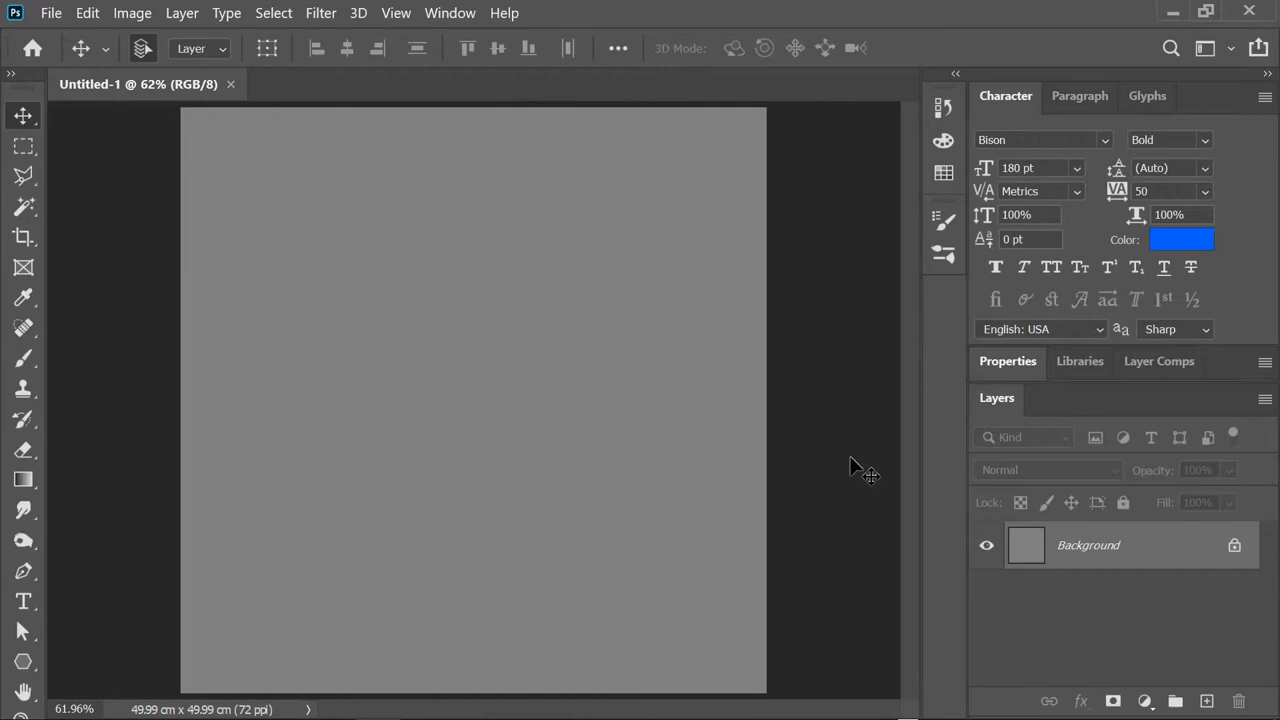 Ps File Edit Image Layer Type Select Filter 3D View Window Help
Layer 3D Mode:
Untitled-1 @ 62% (RGB/8)
Character Paragraph Glyphs
Bison Bold
180 pt (Auto)
Metrics 50
100% 100%
0 pt Color:
English: USA Sharp
Properties Libraries Layer Comps
Layers
Kind
Normal Opacity: 100%
Lock: Fill: 100%
Background
61.96% 49.99 cm x 49.99 cm (72 ppi)